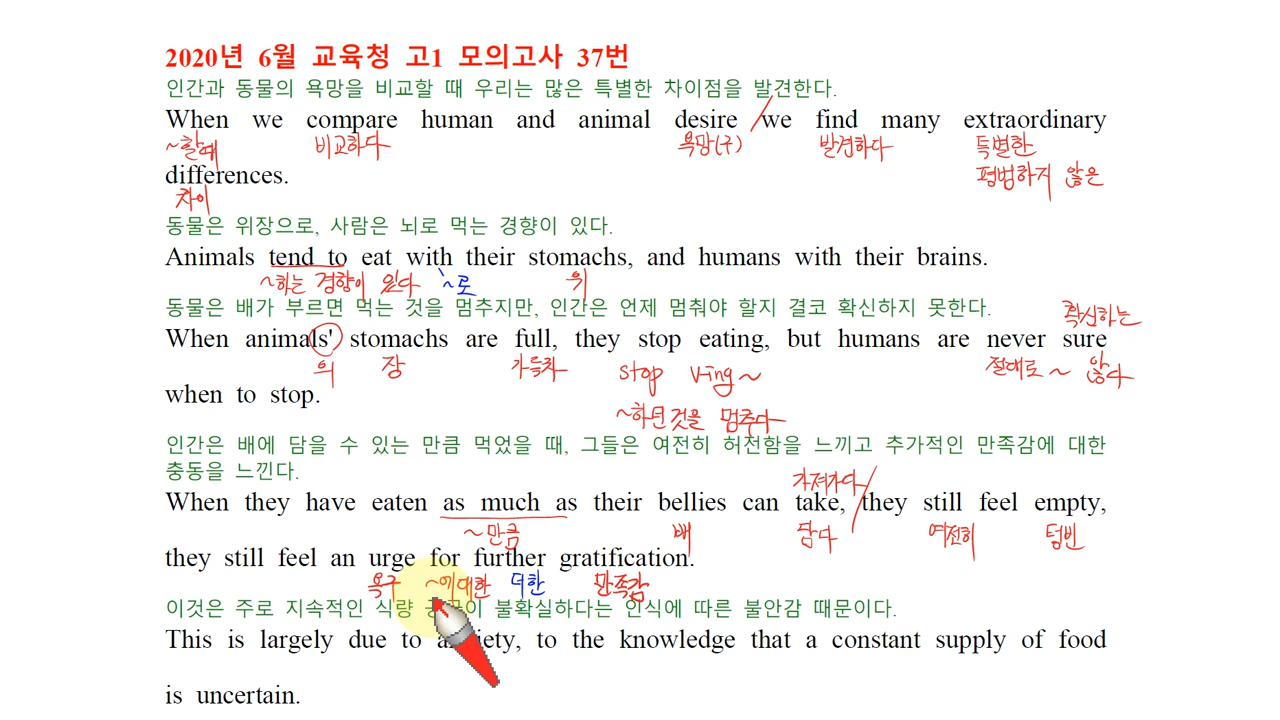 2020년 6월 교육청 고1 모의고사 37번
인간과 동물의 욕망을 비교할 때 우리는 많은 특별한 차이점을 발견한다.
When we compare human and animal desire we find many extraordinary
~할때 비교하다 욕망(구) 발견하다 특별한
differences. 평범하지 않은
차이
동물은 위장으로, 사람은 뇌로 먹는 경향이 있다.
Animals tend to eat with their stomachs, and humans with their brains.
~하는 경향이 있다 ~로 위
동물은 배가 부르면 먹는 것을 멈추지만, 인간은 언제 멈춰야 할지 결코 확신하지 못한다.
확신하는
When animals' stomachs are full, they stop eating, but humans are never sure
의 장 가득차 stop v-ing~ 절대로 ~ 않다
when to stop.
~하던것을 멈추다
인간은 배에 담을 수 있는 만큼 먹었을 때, 그들은 여전히 허전함을 느끼고 추가적인 만족감에 대한
충동을 느낀다.
가져가다
When they have eaten as much as their bellies can take, they still feel empty,
~만큼 배 담다 여전히 텅빈
they still feel an urge for further gratification.
욕구 ~에대한 더한 만족감
이것은 주로 지속적인 식량 이 불확실하다는 인식에 따른 불안감 때문이다.
This is largely due to anxiety, to the knowledge that a constant supply of food
is uncertain.